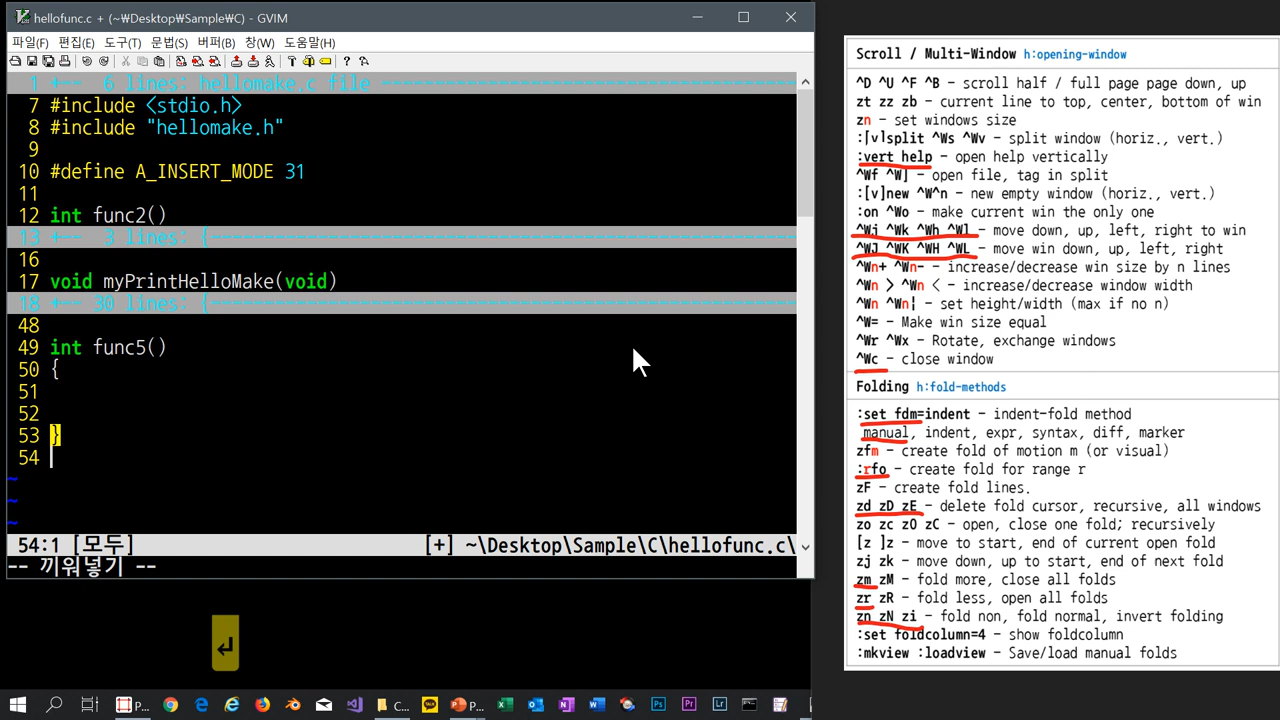 hellofunc.c + (~\Desktop\Sample\C) - GVIM
파일(F) 편집(E) 도구(T) 문법(S) 버퍼(B) 창(W) 도움말(H)
1 +-- 6 lines: hellomake.c file
7 #include <stdio.h>
8 #include "hellomake.h"
9
10 #define A_INSERT_MODE 31
11
12 int func2()
13 +-- 3 lines: {
16
17 void myPrintHelloMake(void)
18 +-- 30 lines: {
48
49 int func5()
50 {
51
52
53 }
54
~
~
~
54:1 [모두] [+] ~\Desktop\Sample\C\hellofunc.c\
-- 끼워넣기 --
Scroll / Multi-Window h:opening-window
^D ^U ^F ^B - scroll half / full page page down, up
zt zz zb - current line to top, center, bottom of win
zn - set windows size
:[v]split ^Ws ^Wv - split window (horiz., vert.)
:vert help - open help vertically
^Wf ^W] - open file, tag in split
:[v]new ^W^n - new empty window (horiz., vert.)
:on ^Wo - make current win the only one
^Wj ^Wk ^Wh ^Wl - move down, up, left, right to win
^WJ ^WK ^WH ^WL - move win down, up, left, right
^Wn+ ^Wn- - increase/decrease win size by n lines
^Wn > ^Wn < - increase/decrease window width
^Wn ^Wn¦ - set height/width (max if no n)
^W= - Make win size equal
^Wr ^Wx - Rotate, exchange windows
^Wc - close window
Folding h:fold-methods
:set fdm=indent - indent-fold method
manual, indent, expr, syntax, diff, marker
zfm - create fold of motion m (or visual)
:rfo - create fold for range r
zF - create fold lines.
zd zD zE - delete fold cursor, recursive, all windows
zo zc zO zC - open, close one fold; recursively
[z ]z - move to start, end of current open fold
zj zk - move down, up to start, end of next fold
zm zM - fold more, close all folds
zr zR - fold less, open all folds
zn zN zi - fold non, fold normal, invert folding
:set foldcolumn=4 - show foldcolumn
:mkview :loadview - Save/load manual folds
P... C... P...